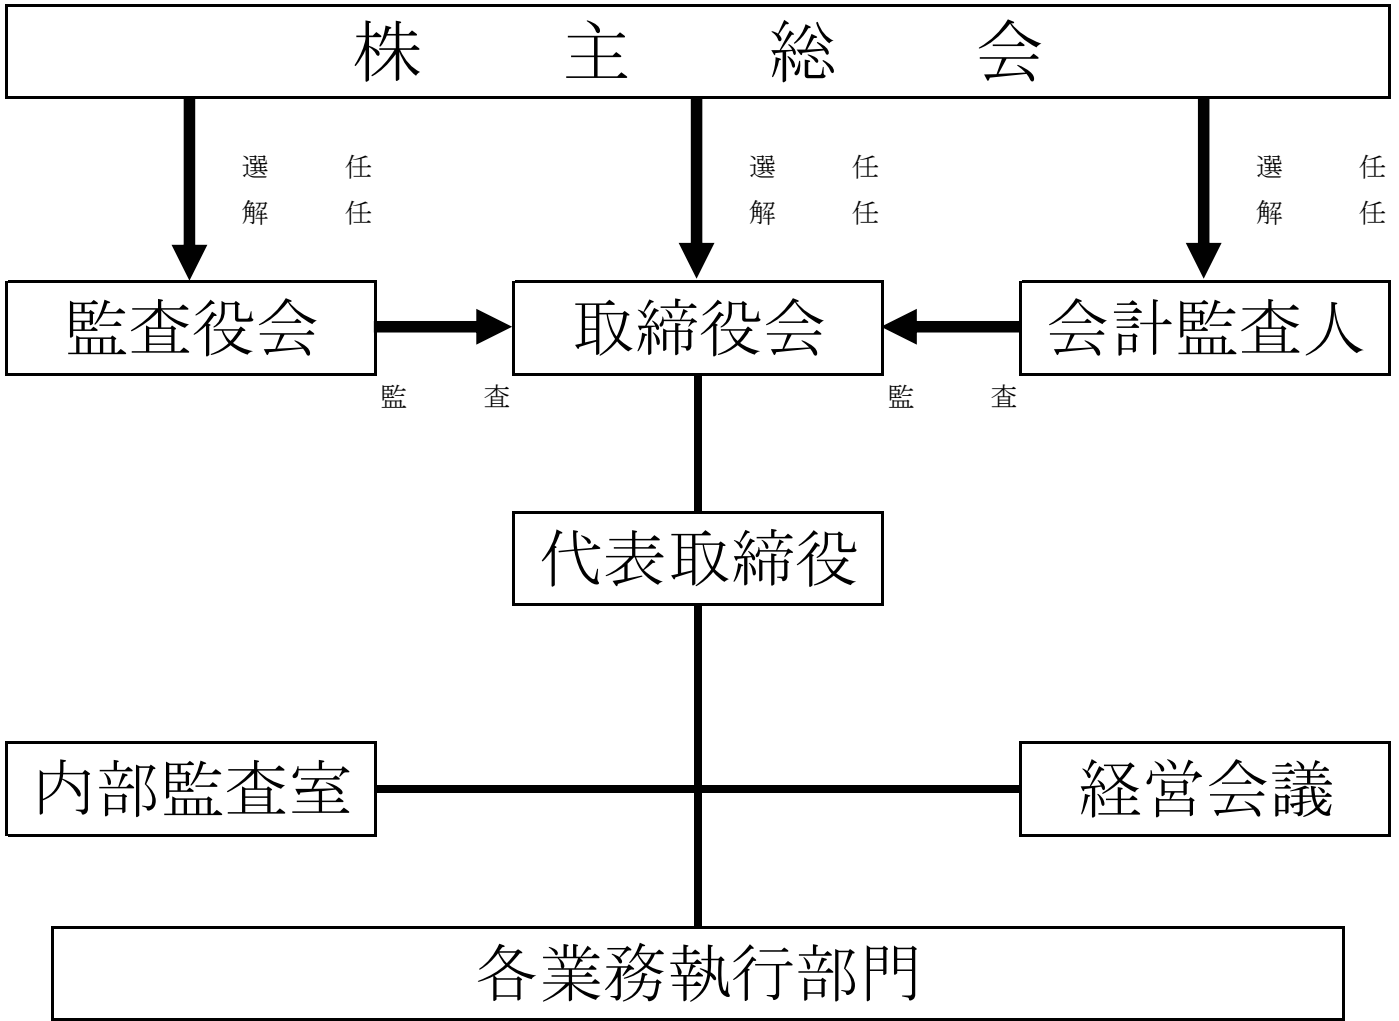 株主総会
選任 選任 選任
解任 解任 解任
監査役会 取締役会 会計監査人
監査 監査
代表取締役
内部監査室 経営会議
各業務執行部門